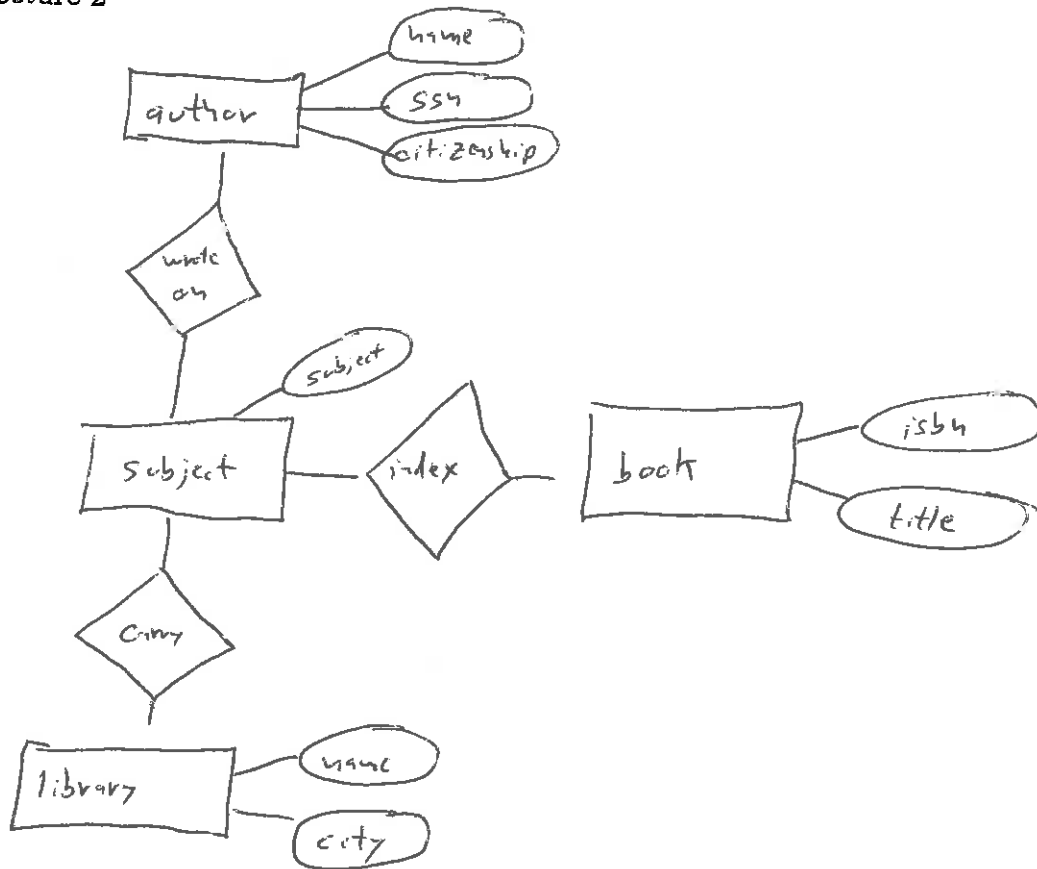 name
author
ssn
citizenship
wrote
on
subject
subject
index
book
isbn
title
carry
library
name
city